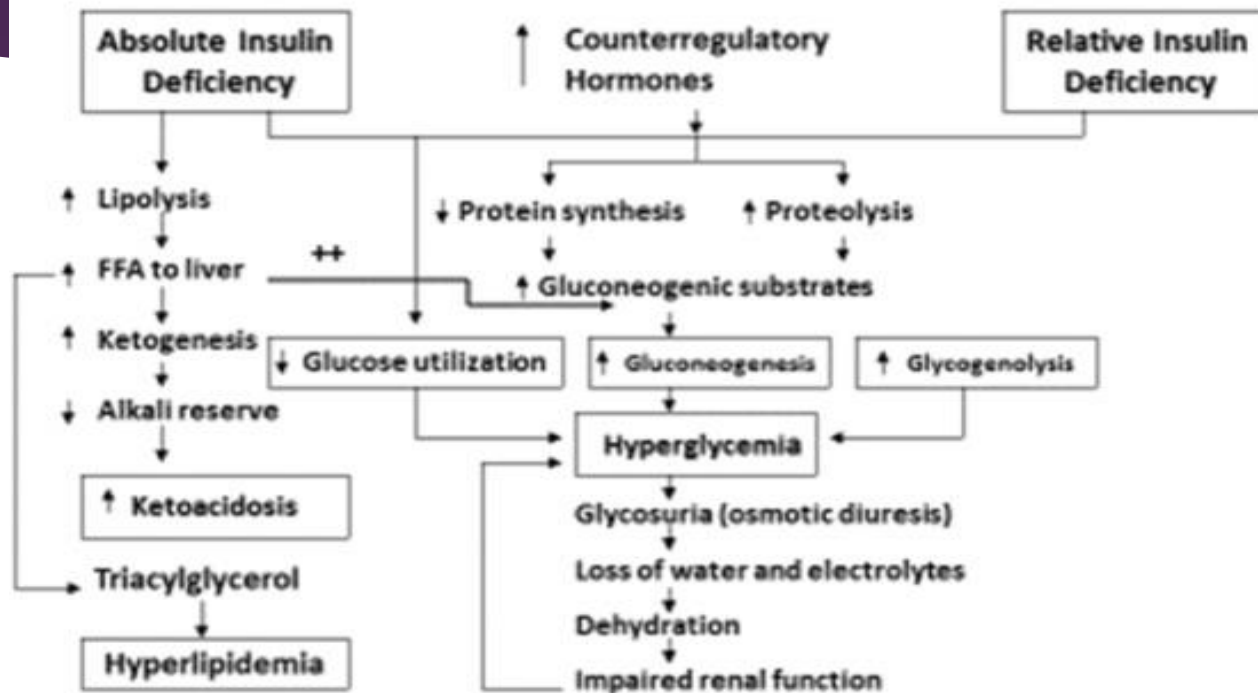 Absolute Insulin
Deficiency
↑ Counterregulatory
Hormones
Relative Insulin
Deficiency
↑ Lipolysis
↓ Protein synthesis
↑ Proteolysis
++
↑ FFA to liver
↑ Gluconeogenic substrates
↑ Ketogenesis
↓ Glucose utilization
↑ Gluconeogenesis
↑ Glycogenolysis
↓ Alkali reserve
Hyperglycemia
↑ Ketoacidosis
Glycosuria (osmotic diuresis)
Triacylglycerol
Loss of water and electrolytes
Dehydration
Hyperlipidemia
Impaired renal function